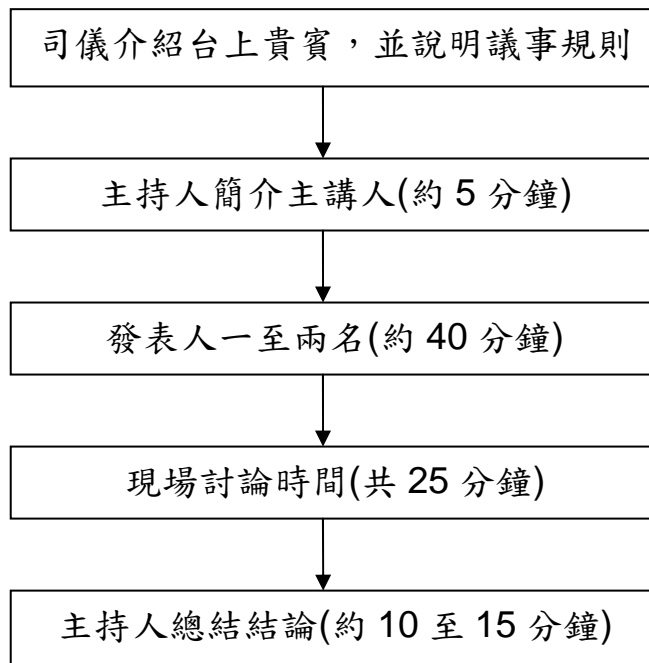 司儀介紹台上貴賓，並說明議事規則
主持人簡介主講人(約 5 分鐘)
發表人一至兩名(約 40 分鐘)
現場討論時間(共 25 分鐘)
主持人總結結論(約 10 至 15 分鐘)